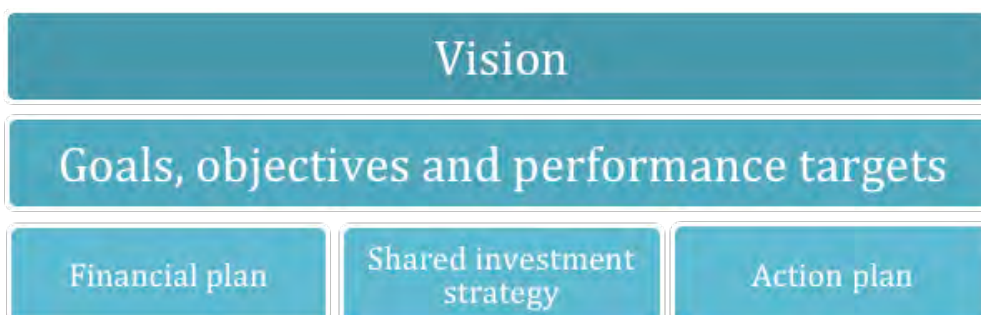 Vision
Goals, objectives and performance targets
Financial plan
Shared investment
strategy
Action plan